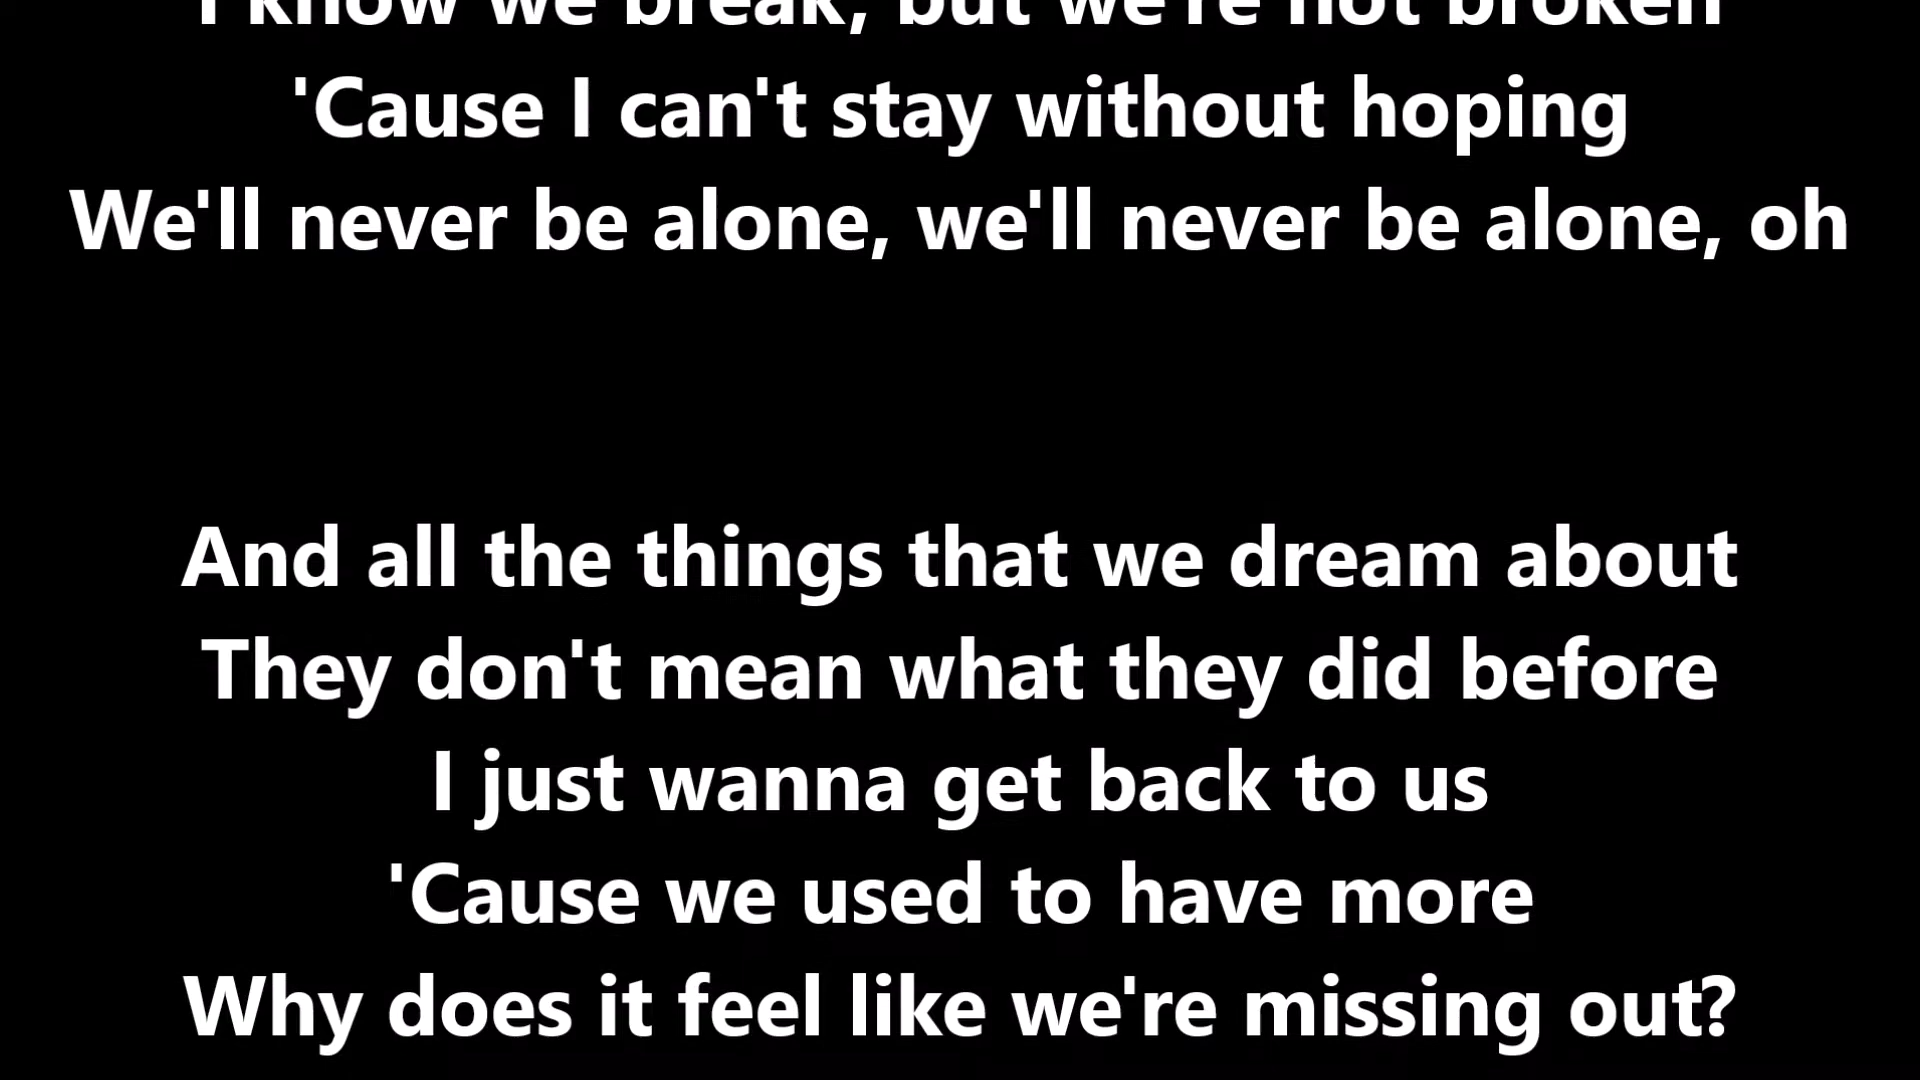 I know we break, but we're not broken
'Cause I can't stay without hoping
We'll never be alone, we'll never be alone, oh
And all the things that we dream about
They don't mean what they did before
I just wanna get back to us
'Cause we used to have more
Why does it feel like we're missing out?